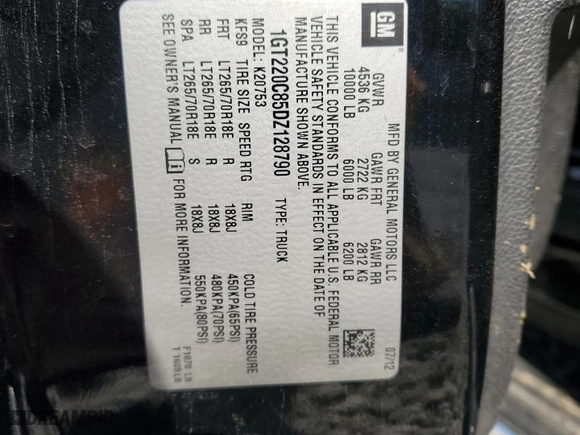 GM
MFD BY GENERAL MOTORS LLC
07/12
GVWR GAWR FRT GAWR RR
4536 KG 2722 KG 2812 KG
10000 LB 6000 LB 6200 LB
THIS VEHICLE CONFORMS TO ALL APPLICABLE U.S. FEDERAL MOTOR
VEHICLE SAFETY STANDARDS IN EFFECT ON THE DATE OF
MANUFACTURE SHOWN ABOVE.
1GT220C85DZ128790 TYPE: TRUCK
MODEL: K20753
KFS9 TIRE SIZE SPEED RTG RIM COLD TIRE PRESSURE
FRT LT265/70R18E R 18X8J 450KPA(65PSI)
RR LT265/70R18E R 18X8J 480KPA(70PSI)
SPA LT265/70R18E S 18X8J 550KPA(80PSI)
SEE OWNER'S MANUAL FOR MORE INFORMATION.
DREAMBID